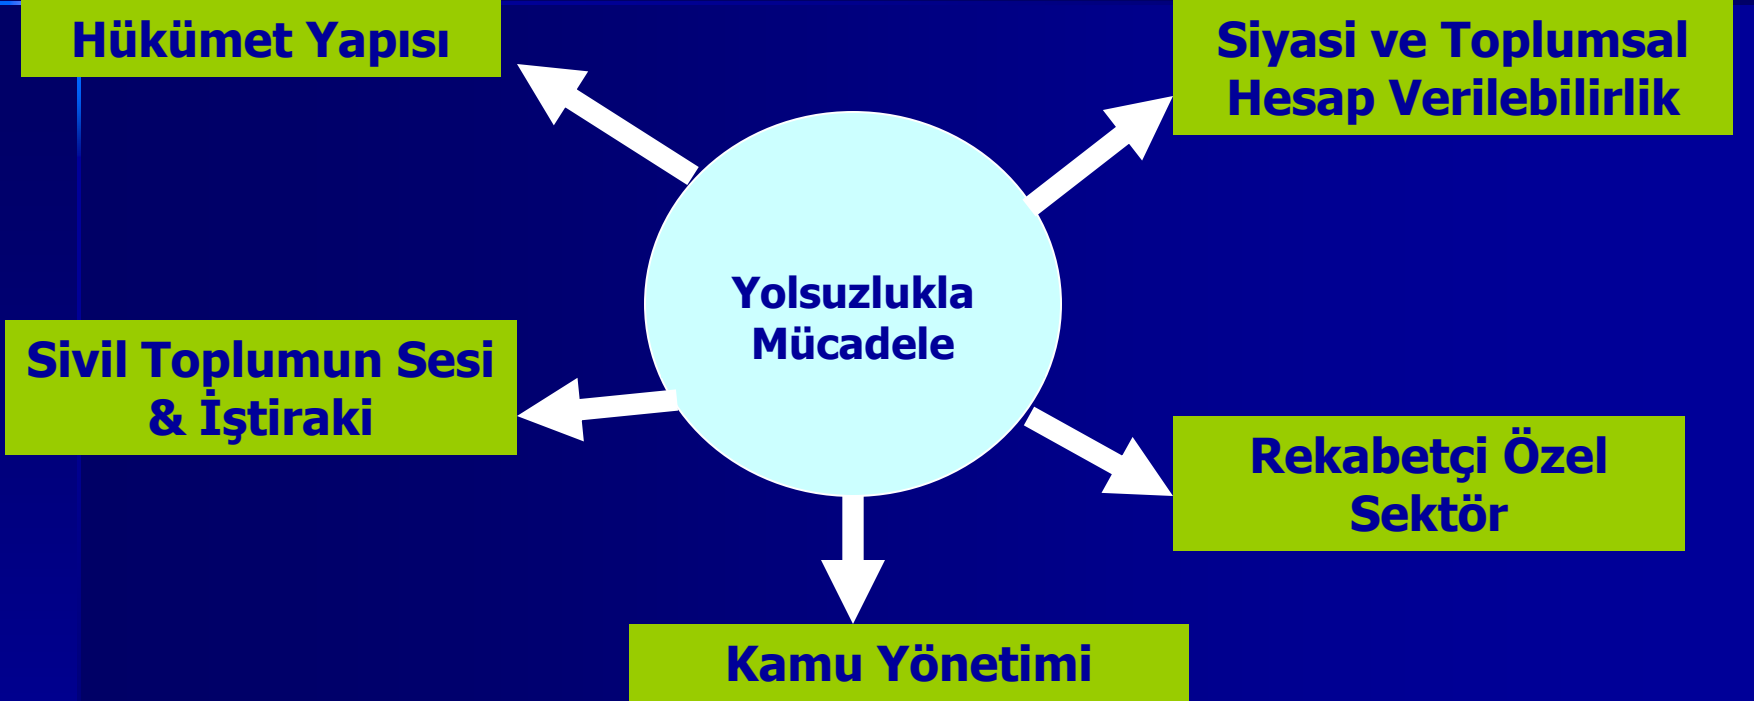 Hükümet Yapısı
Siyasi ve Toplumsal
Hesap Verilebilirlik
Yolsuzlukla
Mücadele
Sivil Toplumun Sesi
& İştiraki
Rekabetçi Özel
Sektör
Kamu Yönetimi